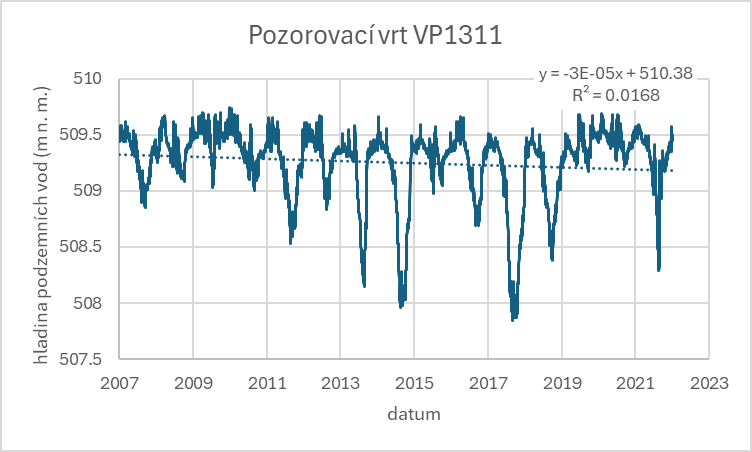 Pozorovací vrt VP1311
y = -3E-05x + 510.38
R² = 0.0168
hladina podzemních vod (m n. m.)
510
509.5
509
508.5
508
507.5
2007 2009 2011 2013 2015 2017 2019 2021 2023
datum